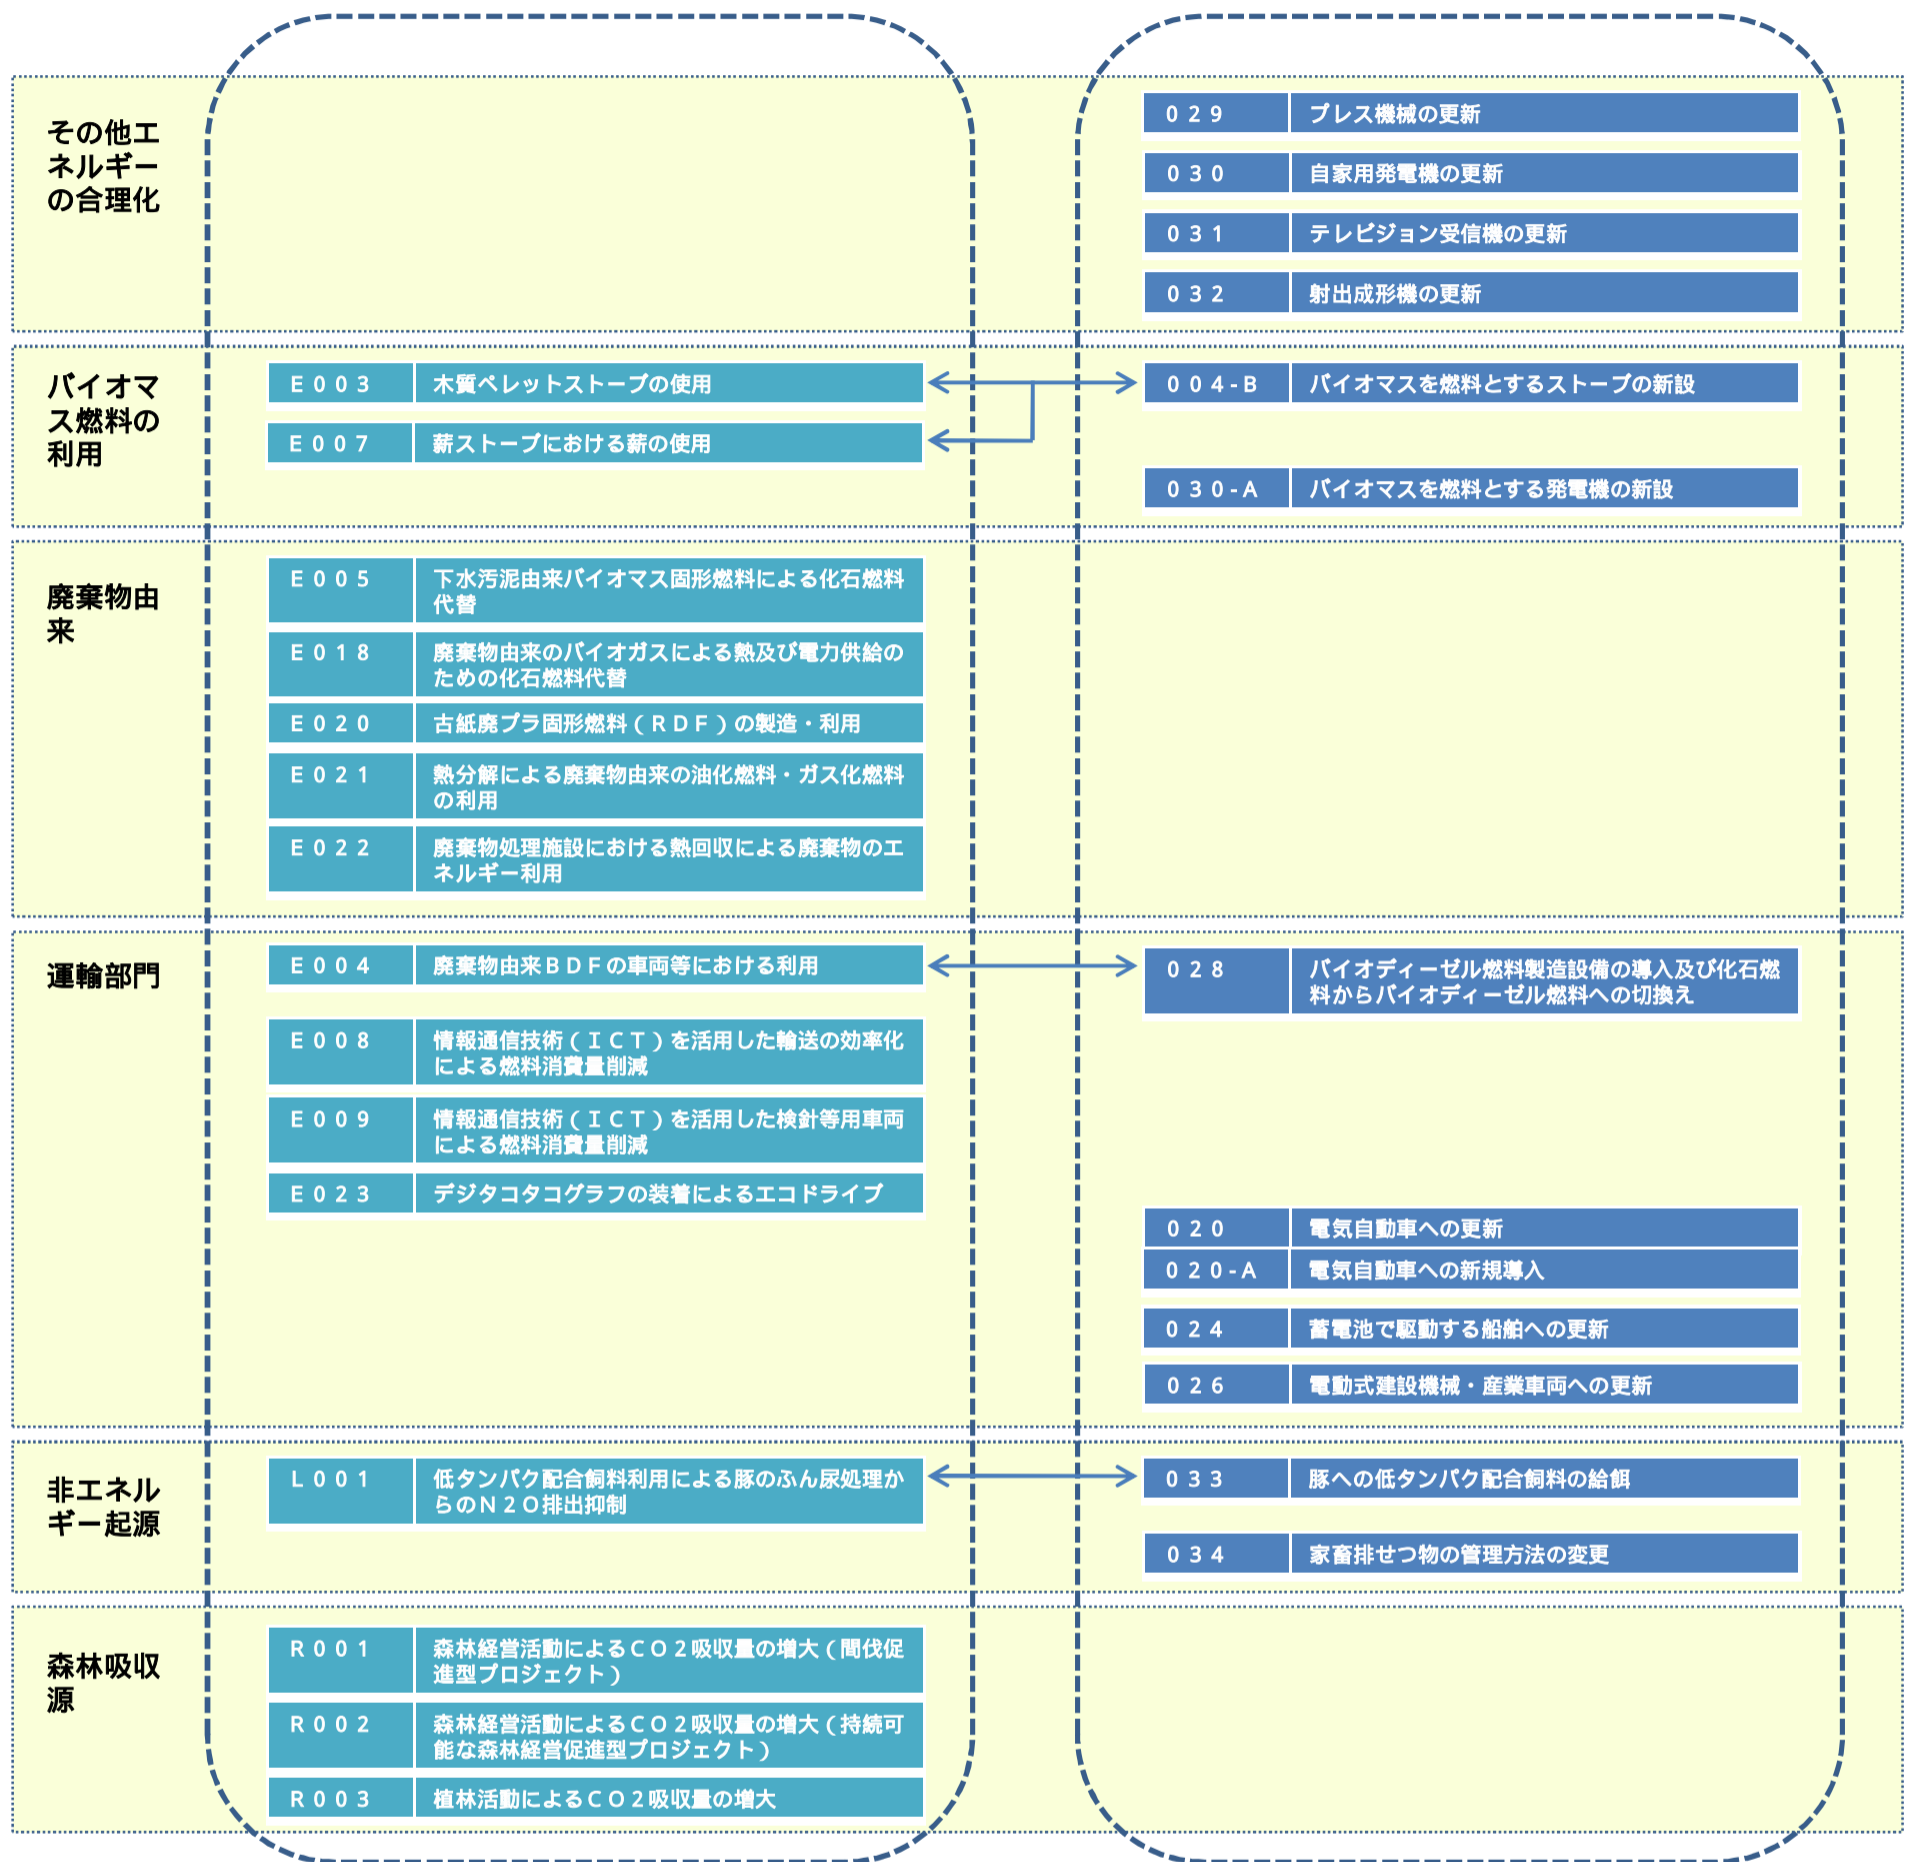 その他エ
ネルギー
の合理化
０２９ プレス機械の更新
０３０ 自家用発電機の更新
０３１ テレビジョン受信機の更新
０３２ 射出成形機の更新
バイオマ
ス燃料の
利用
Ｅ００３ 木質ペレットストーブの使用
００４-Ｂ バイオマスを燃料とするストーブの新設
Ｅ００７ 薪ストーブにおける薪の使用
０３０-Ａ バイオマスを燃料とする発電機の新設
廃棄物由
来
Ｅ００５ 下水汚泥由来バイオマス固形燃料による化石燃料
代替
Ｅ０１８ 廃棄物由来のバイオガスによる熱及び電力供給の
ための化石燃料代替
Ｅ０２０ 古紙廃プラ固形燃料（ＲＤＦ）の製造・利用
Ｅ０２１ 熱分解による廃棄物由来の油化燃料・ガス化燃料
の利用
Ｅ０２２ 廃棄物処理施設における熱回収による廃棄物のエ
ネルギー利用
運輸部門
Ｅ００４ 廃棄物由来ＢＤＦの車両等における利用
０２８ バイオディーゼル燃料製造設備の導入及び化石燃
料からバイオディーゼル燃料への切換え
Ｅ００８ 情報通信技術（ＩＣＴ）を活用した輸送の効率化
による燃料消費量削減
Ｅ００９ 情報通信技術（ＩＣＴ）を活用した検針等用車両
による燃料消費量削減
Ｅ０２３ デジタコタコグラフの装着によるエコドライブ
０２０ 電気自動車への更新
０２０-Ａ 電気自動車への新規導入
０２４ 蓄電池で駆動する船舶への更新
０２６ 電動式建設機械・産業車両への更新
非エネル
ギー起源
Ｌ００１ 低タンパク配合飼料利用による豚のふん尿処理か
らのＮ２Ｏ排出抑制
０３３ 豚への低タンパク配合飼料の給餌
０３４ 家畜排せつ物の管理方法の変更
森林吸収
源
Ｒ００１ 森林経営活動によるＣＯ２吸収量の増大（間伐促
進型プロジェクト）
Ｒ００２ 森林経営活動によるＣＯ２吸収量の増大（持続可
能な森林経営促進型プロジェクト）
Ｒ００３ 植林活動によるＣＯ２吸収量の増大